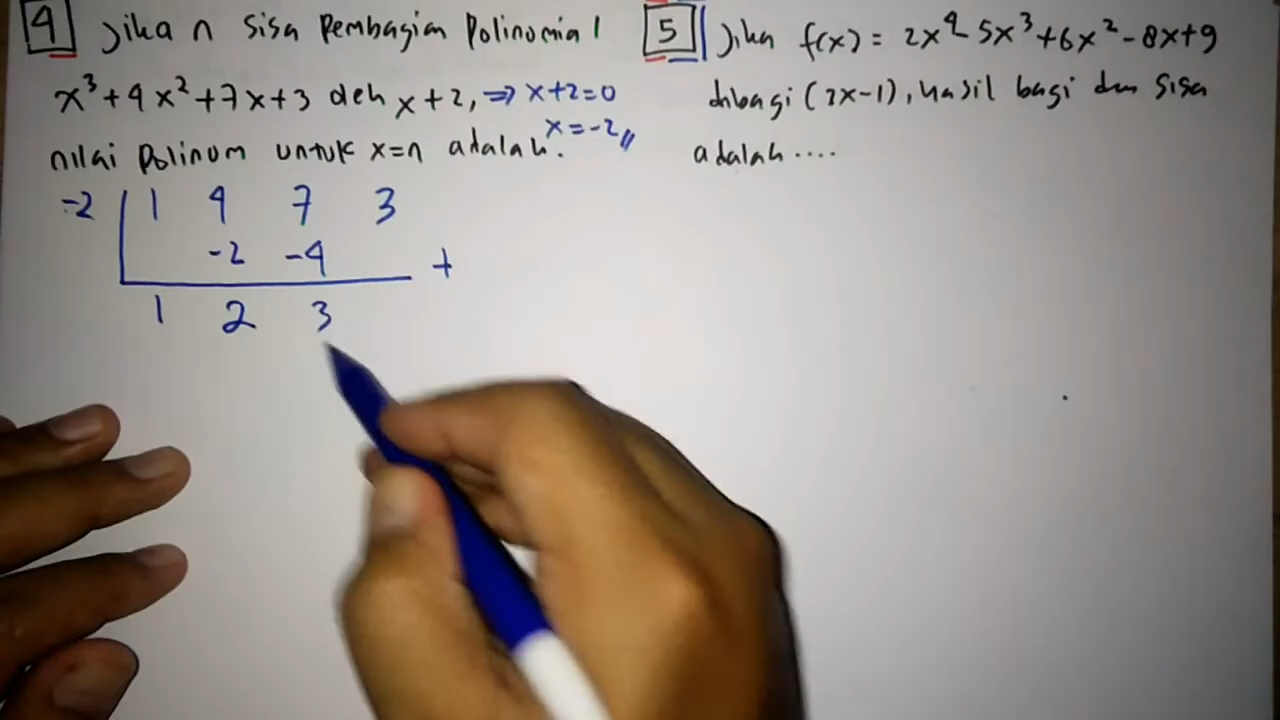 4 Jika n sisa Pembagian Polinomial
x³+4x²+7x+3 oleh x+2, ⇒ x+2=0
x=-2
nilai Polinom untuk x=n adalah.
-2 1 4 7 3
-2 -4 +
1 2 3
5 Jika f(x) = 2x⁴ 5x³+6x²-8x+9
dibagi (2x-1), hasil bagi dan sisa
adalah ....